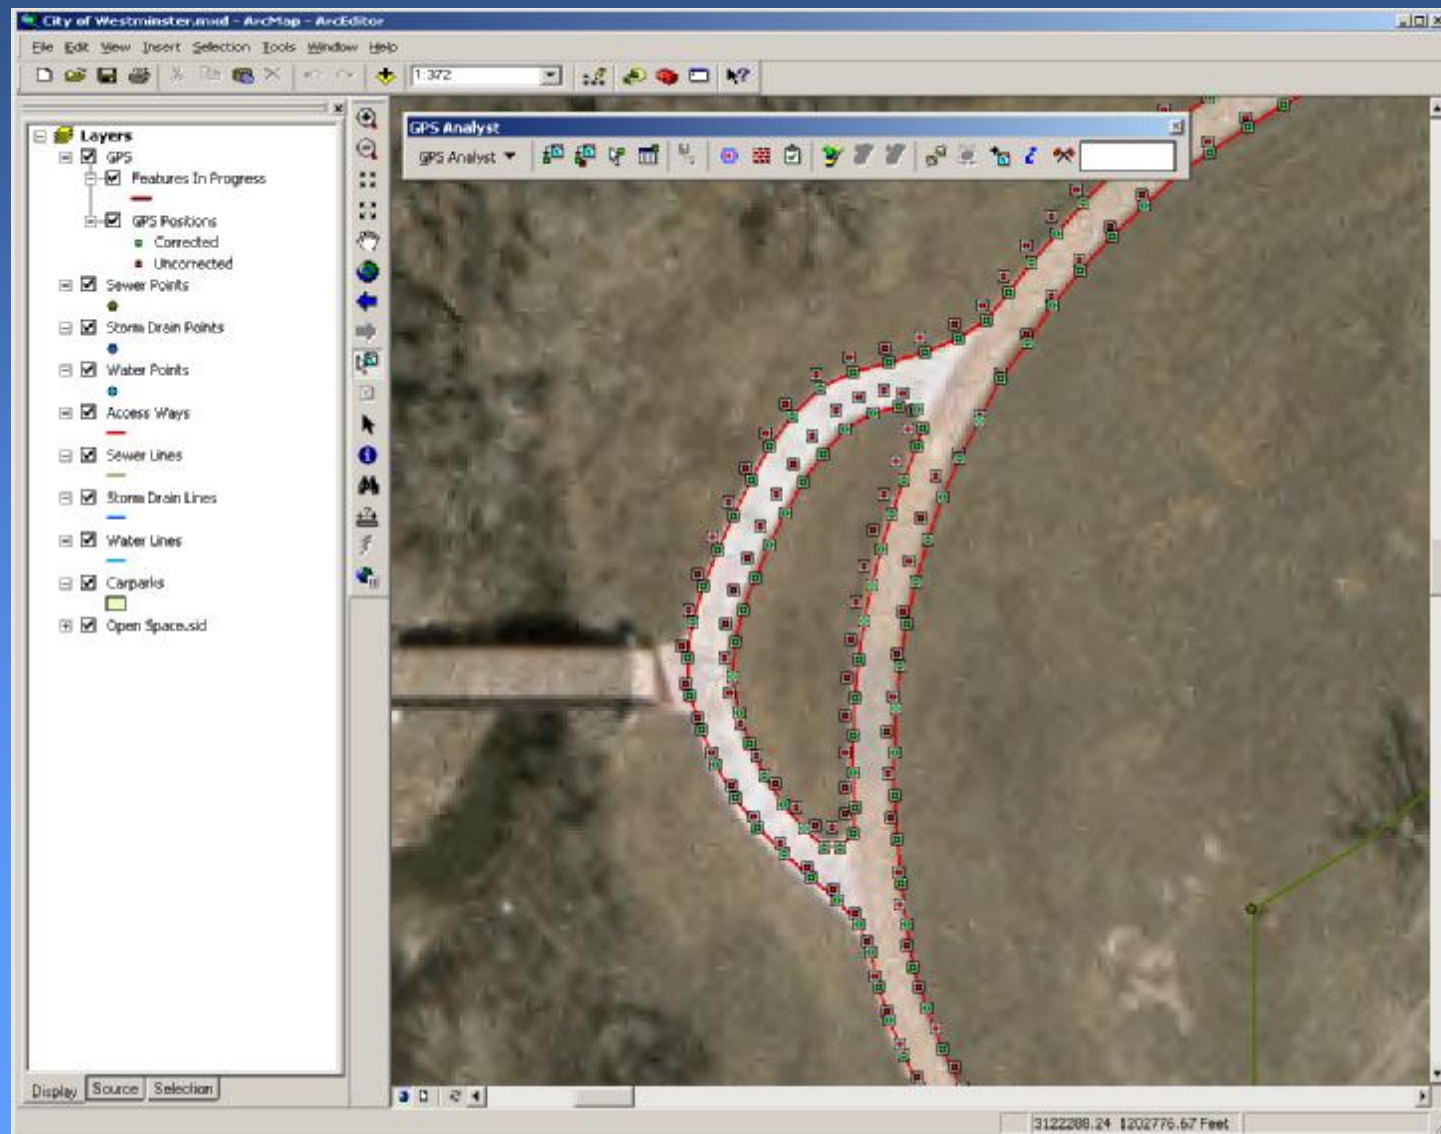 City of Westminster.mxd - ArcMap - ArcEditor
File Edit View Insert Selection Tools Window Help
1:372
GPS Analyst
GPS Analyst
Layers
GPS
Features In Progress
GPS Positions
Corrected
Uncorrected
Sewer Points
Storm Drain Points
Water Points
Access Ways
Sewer Lines
Storm Drain Lines
Water Lines
Carparks
Open Space.sid
Display Source Selection
3122288.24 1202776.67 Feet